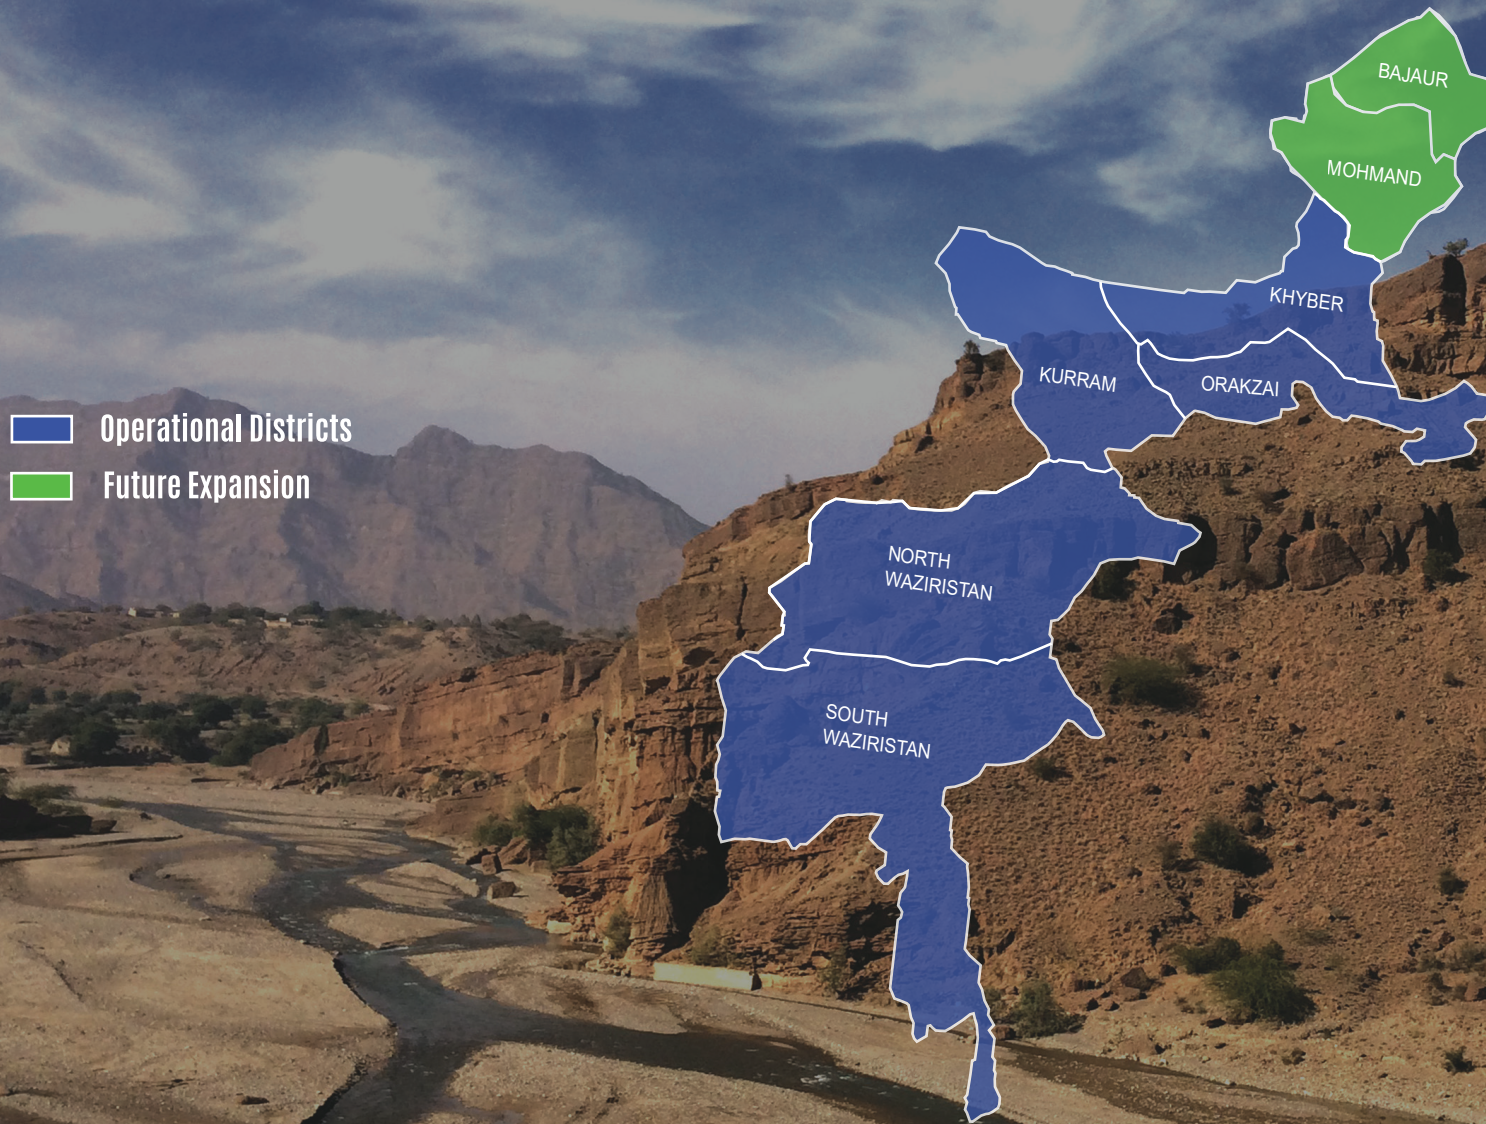 BAJAUR
MOHMAND
KHYBER
KURRAM
ORAKZAI
Operational Districts
Future Expansion
NORTH
WAZIRISTAN
SOUTH
WAZIRISTAN